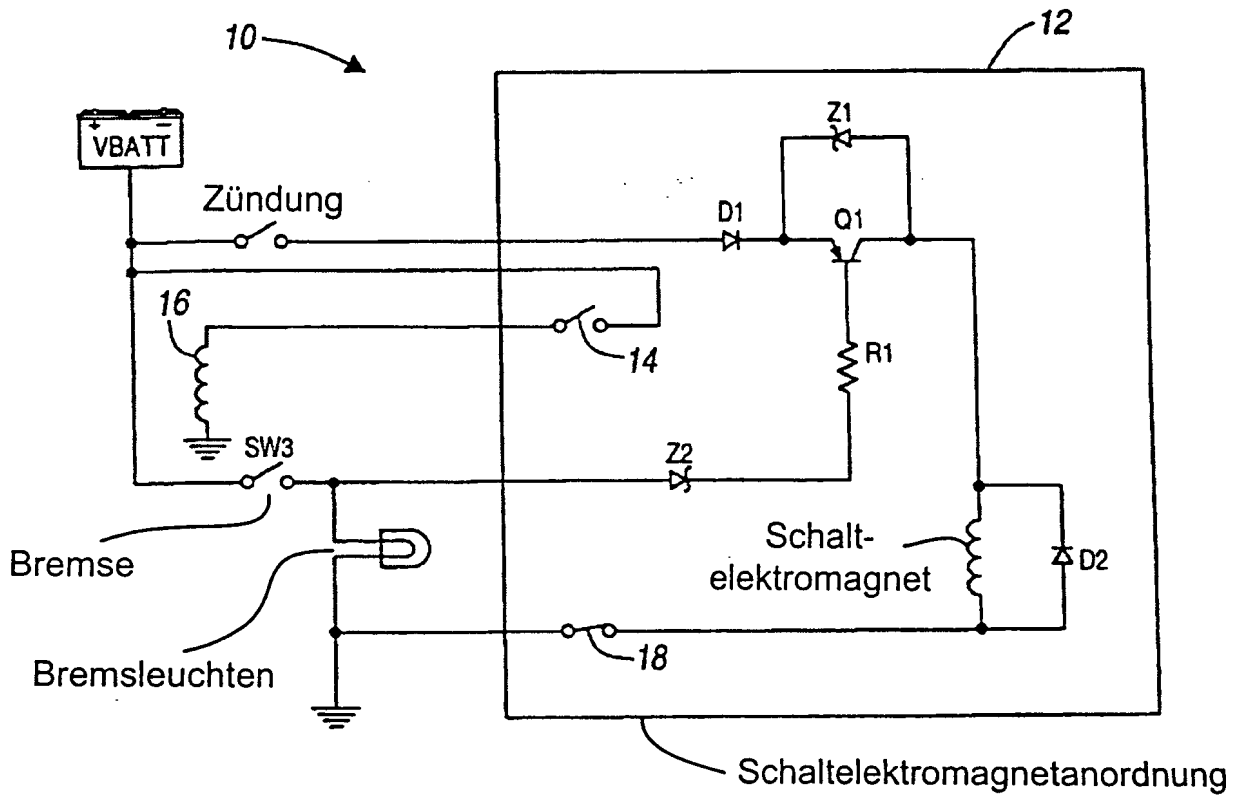 10
12
+ −
VBATT
Z1
Zündung
D1
Q1
16
14
R1
SW3
Z2
Bremse
Schalt-
elektromagnet
D2
18
Bremsleuchten
Schaltelektromagnetanordnung